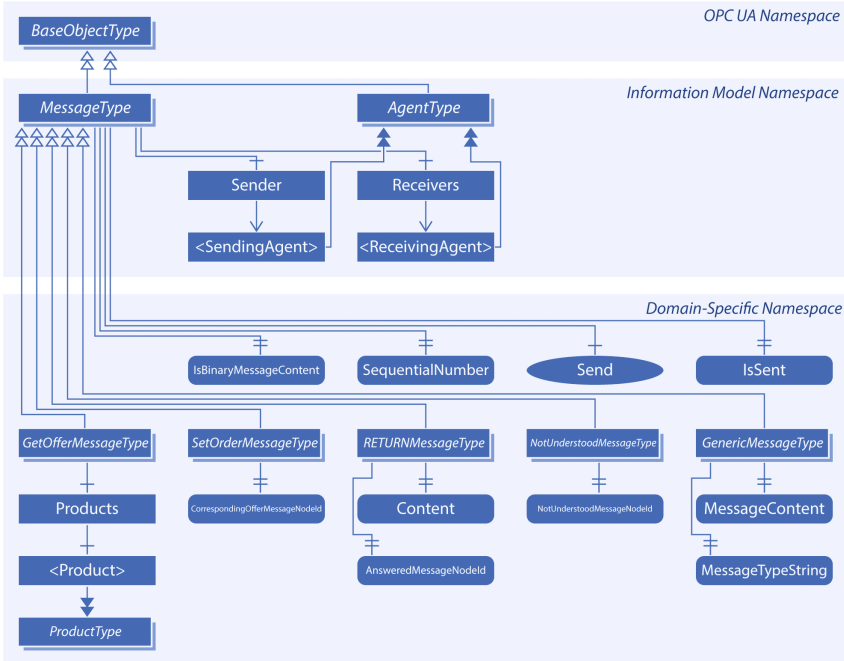 OPC UA Namespace
BaseObjectType
Information Model Namespace
MessageType
AgentType
Sender
Receivers
<SendingAgent>
<ReceivingAgent>
Domain-Specific Namespace
IsBinaryMessageContent
SequentialNumber
Send
IsSent
GetOfferMessageType
SetOrderMessageType
RETURNMessageType
NotUnderstoodMessageType
GenericMessageType
Products
CorrespondingOfferMessageNodeId
Content
NotUnderstoodMessageNodeId
MessageContent
<Product>
AnsweredMessageNodeId
MessageTypeString
ProductType